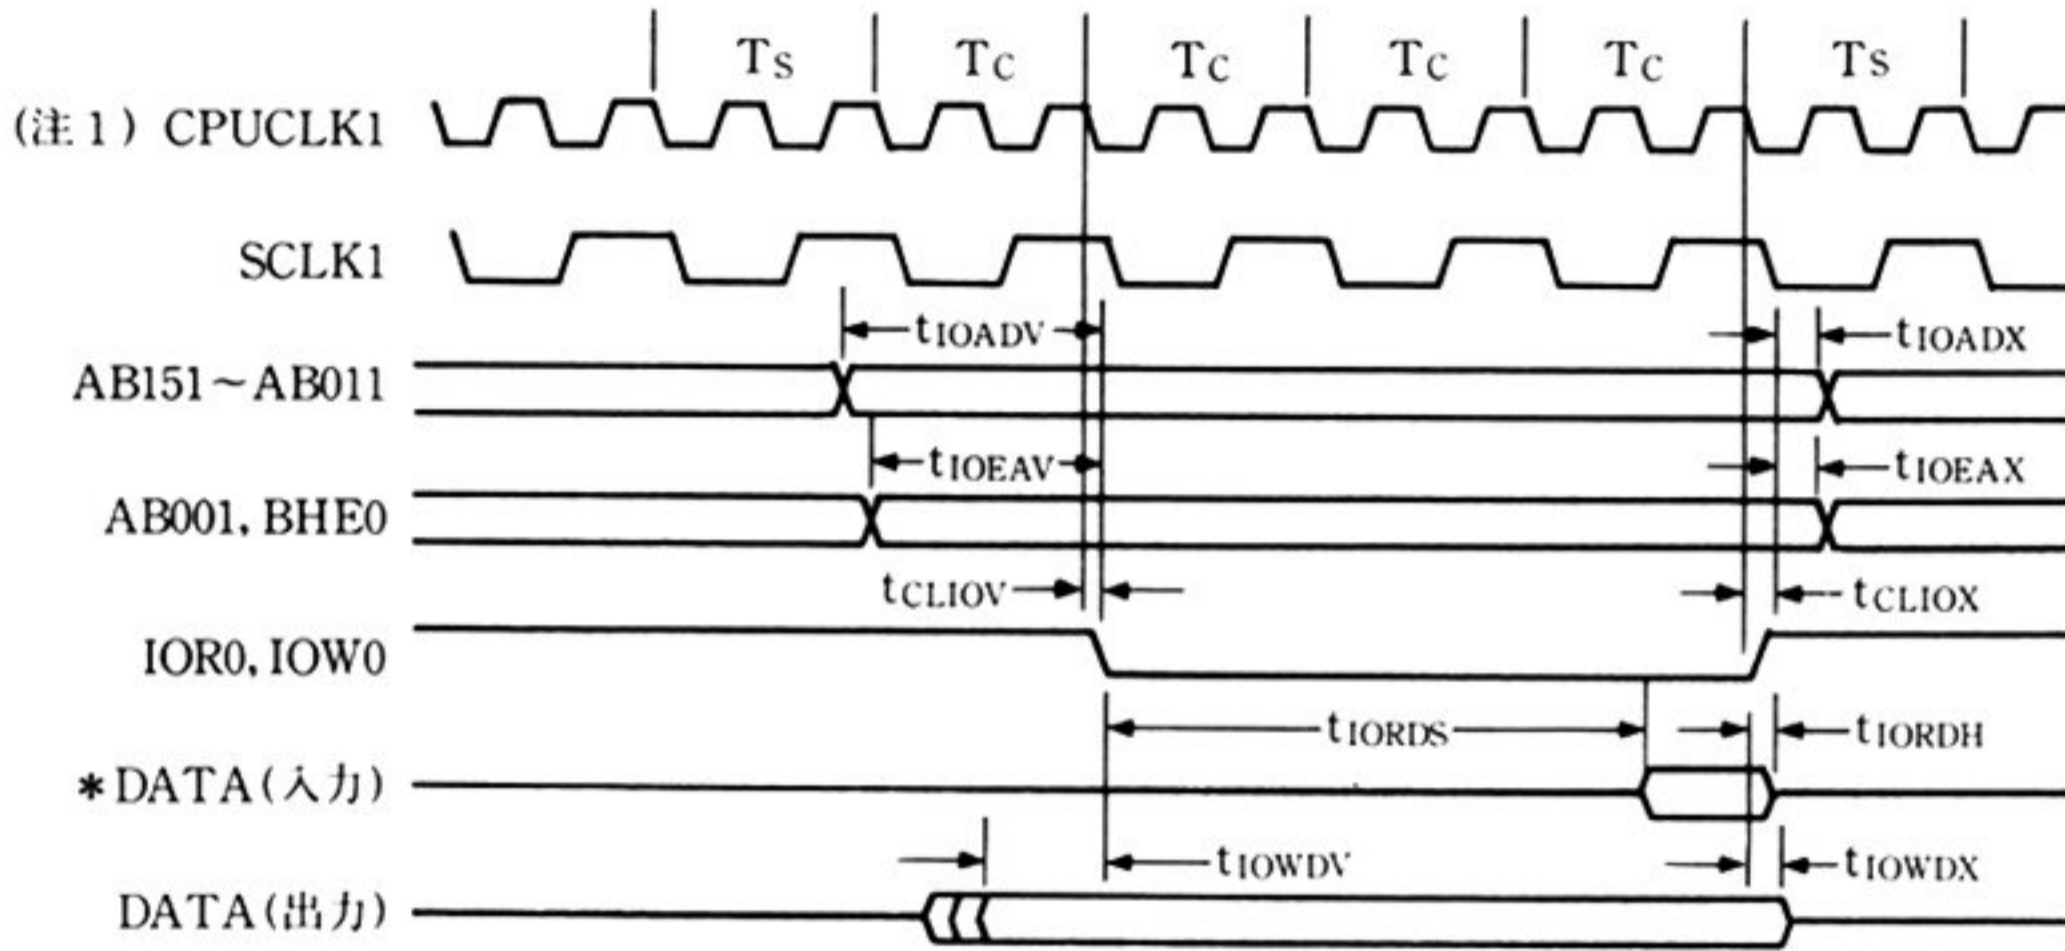 Ts Tc Tc Tc Tc Ts
(注1) CPUCLK1
SCLK1
tIOADV tIOADX
AB151~AB011
tIOEAV tIOEAX
AB001, BHE0
tCLIOV tCLIOX
IOR0, IOW0
tIORDS tIORDH
*DATA(入力)
tIOWDV tIOWDX
DATA(出力)